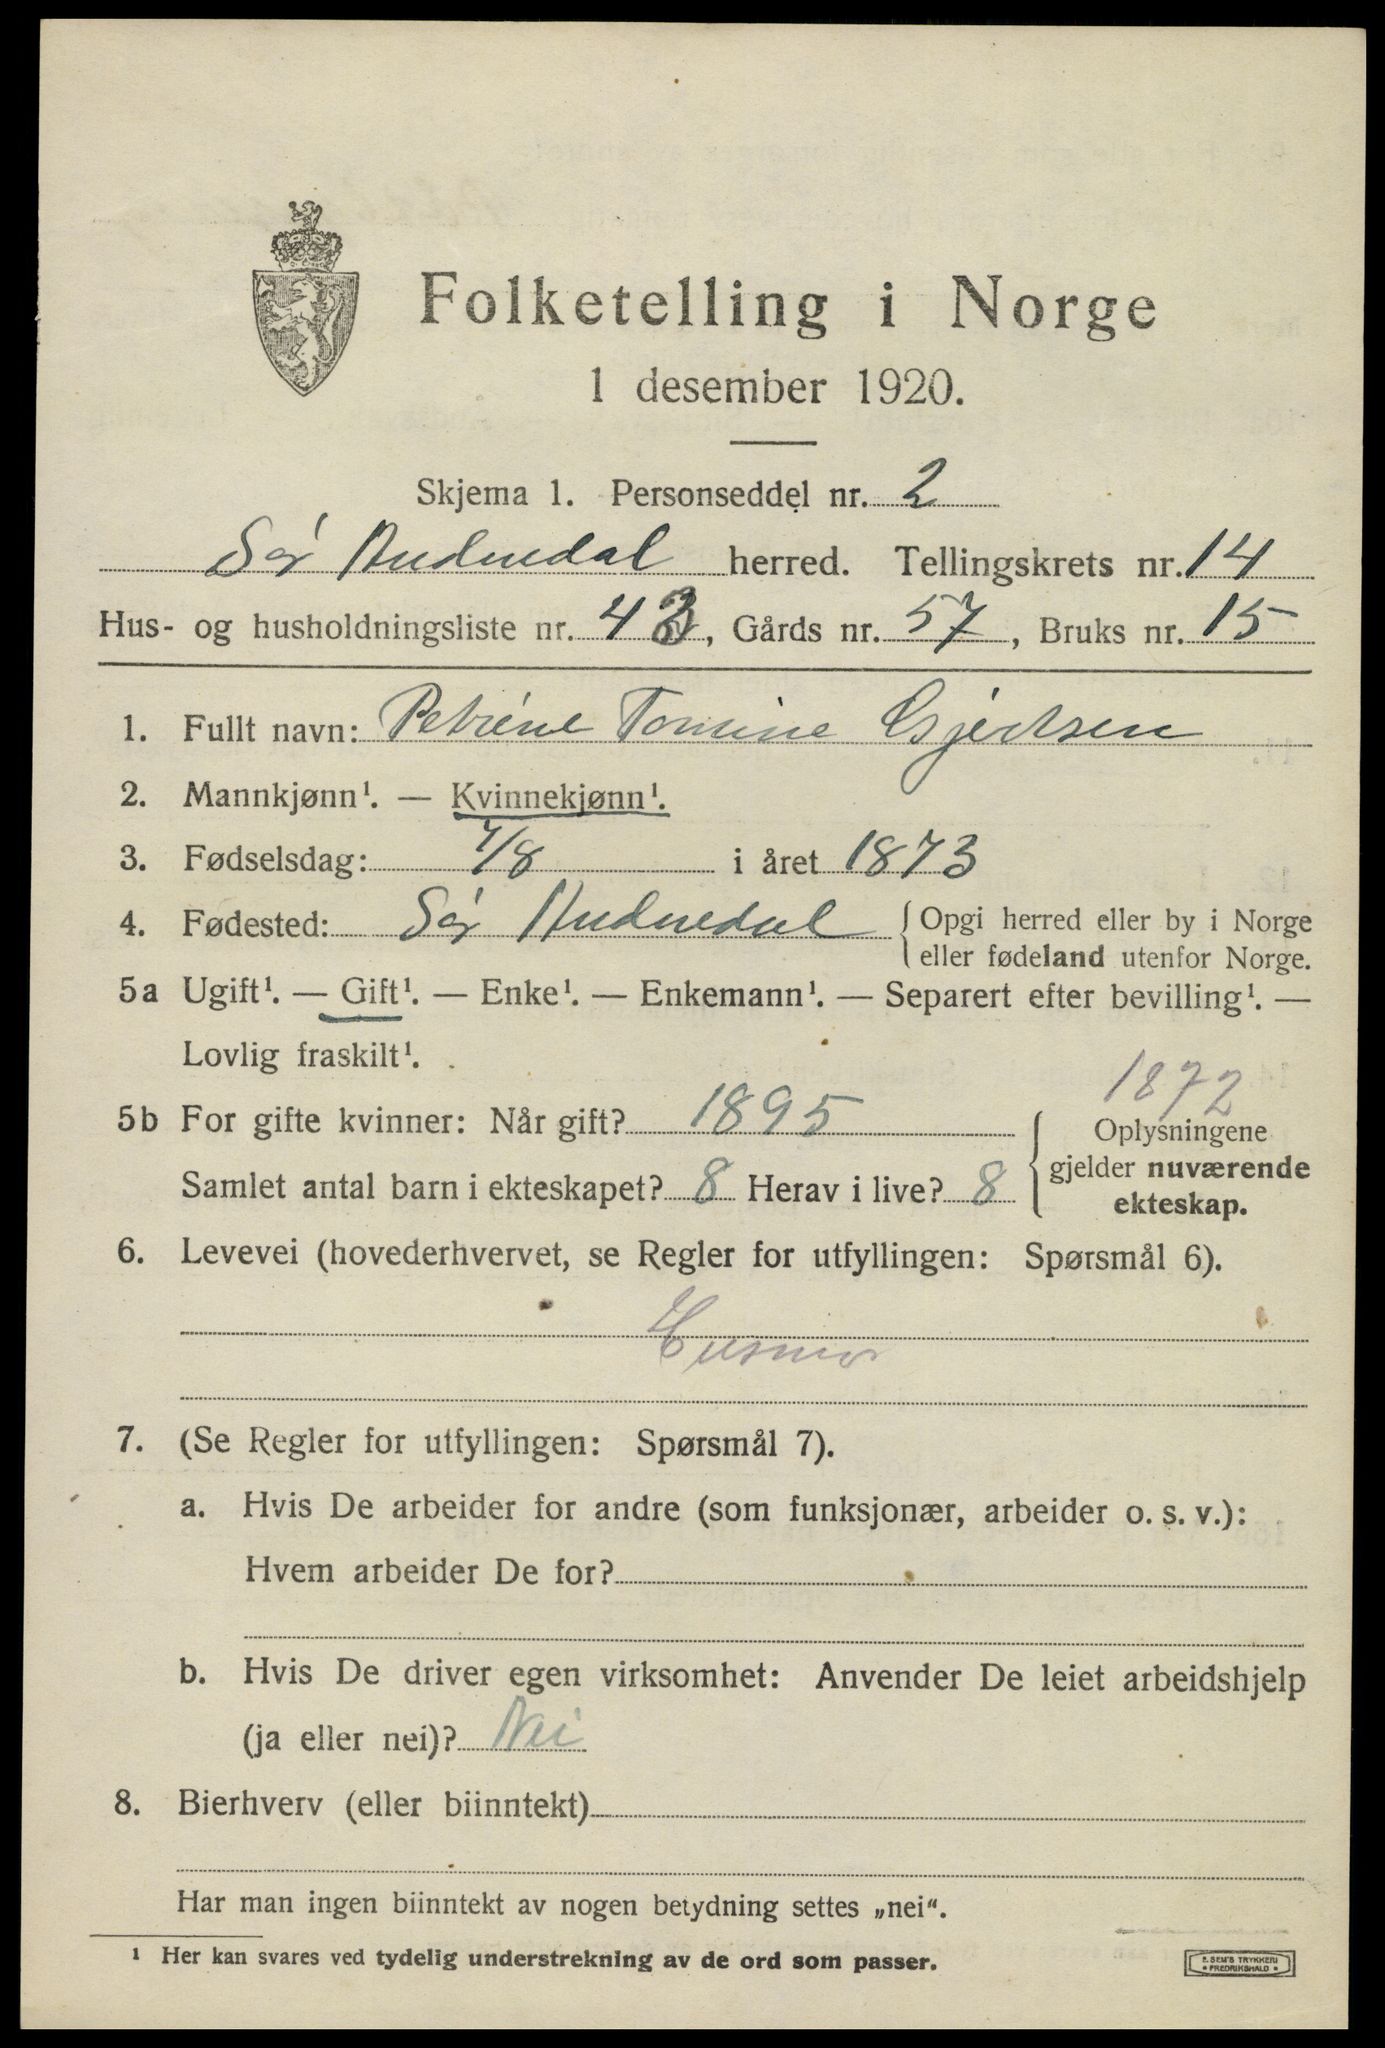 Folketelling i Norge
1 desember 1920.
Skjema 1. Personseddel nr. 2
Sør Audnedal herred. Tellingskrets nr. 14
Hus- og husholdningsliste nr. 43, Gårds nr. 57, Bruks nr. 15
1. Fullt navn: Petrine Tomine Gjertsen
2. Mannkjønn¹. — Kvinnekjønn¹.
3. Fødselsdag: 7/8 i året 1873
4. Fødested: Sør Audnedal { Opgi herred eller by i Norge
eller fødeland utenfor Norge.
5a Ugift¹. — Gift¹. — Enke¹. — Enkemann¹. — Separert efter bevilling¹. —
Lovlig fraskilt¹.
1872
5b For gifte kvinner: Når gift? 1895
Samlet antal barn i ekteskapet? 8 Herav i live? 8
Oplysningene
gjelder nuværende
ekteskap.
6. Levevei (hovederhvervet, se Regler for utfyllingen: Spørsmål 6).
Husmor
7. (Se Regler for utfyllingen: Spørsmål 7).
a. Hvis De arbeider for andre (som funksjonær, arbeider o. s. v.):
Hvem arbeider De for?
b. Hvis De driver egen virksomhet: Anvender De leiet arbeidshjelp
(ja eller nei)? Nei
8. Bierhverv (eller biinntekt)
Har man ingen biinntekt av nogen betydning settes „nei“.
¹ Her kan svares ved tydelig understrekning av de ord som passer.
E. SEM'S TRYKKERI
• FREDRIKSHALD •